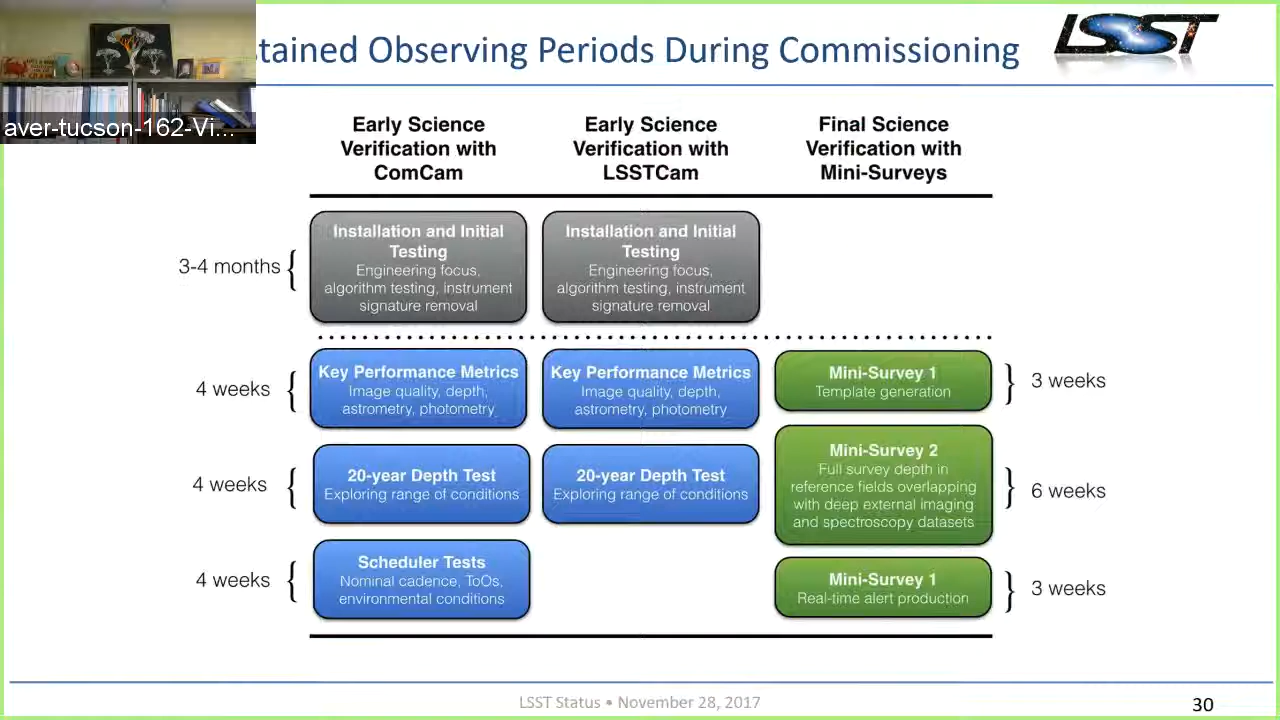 stained Observing Periods During Commissioning
LSST
aver-tucson-162-Vi...
Early Science
Verification with
ComCam
Early Science
Verification with
LSSTCam
Final Science
Verification with
Mini-Surveys
3-4 months
Installation and Initial
Testing
Engineering focus,
algorithm testing, instrument
signature removal
Installation and Initial
Testing
Engineering focus,
algorithm testing, instrument
signature removal
4 weeks
Key Performance Metrics
Image quality, depth,
astrometry, photometry
Key Performance Metrics
Image quality, depth,
astrometry, photometry
Mini-Survey 1
Template generation
3 weeks
4 weeks
20-year Depth Test
Exploring range of conditions
20-year Depth Test
Exploring range of conditions
Mini-Survey 2
Full survey depth in
reference fields overlapping
with deep external imaging
and spectroscopy datasets
6 weeks
4 weeks
Scheduler Tests
Nominal cadence, ToOs,
environmental conditions
Mini-Survey 1
Real-time alert production
3 weeks
LSST Status • November 28, 2017
30